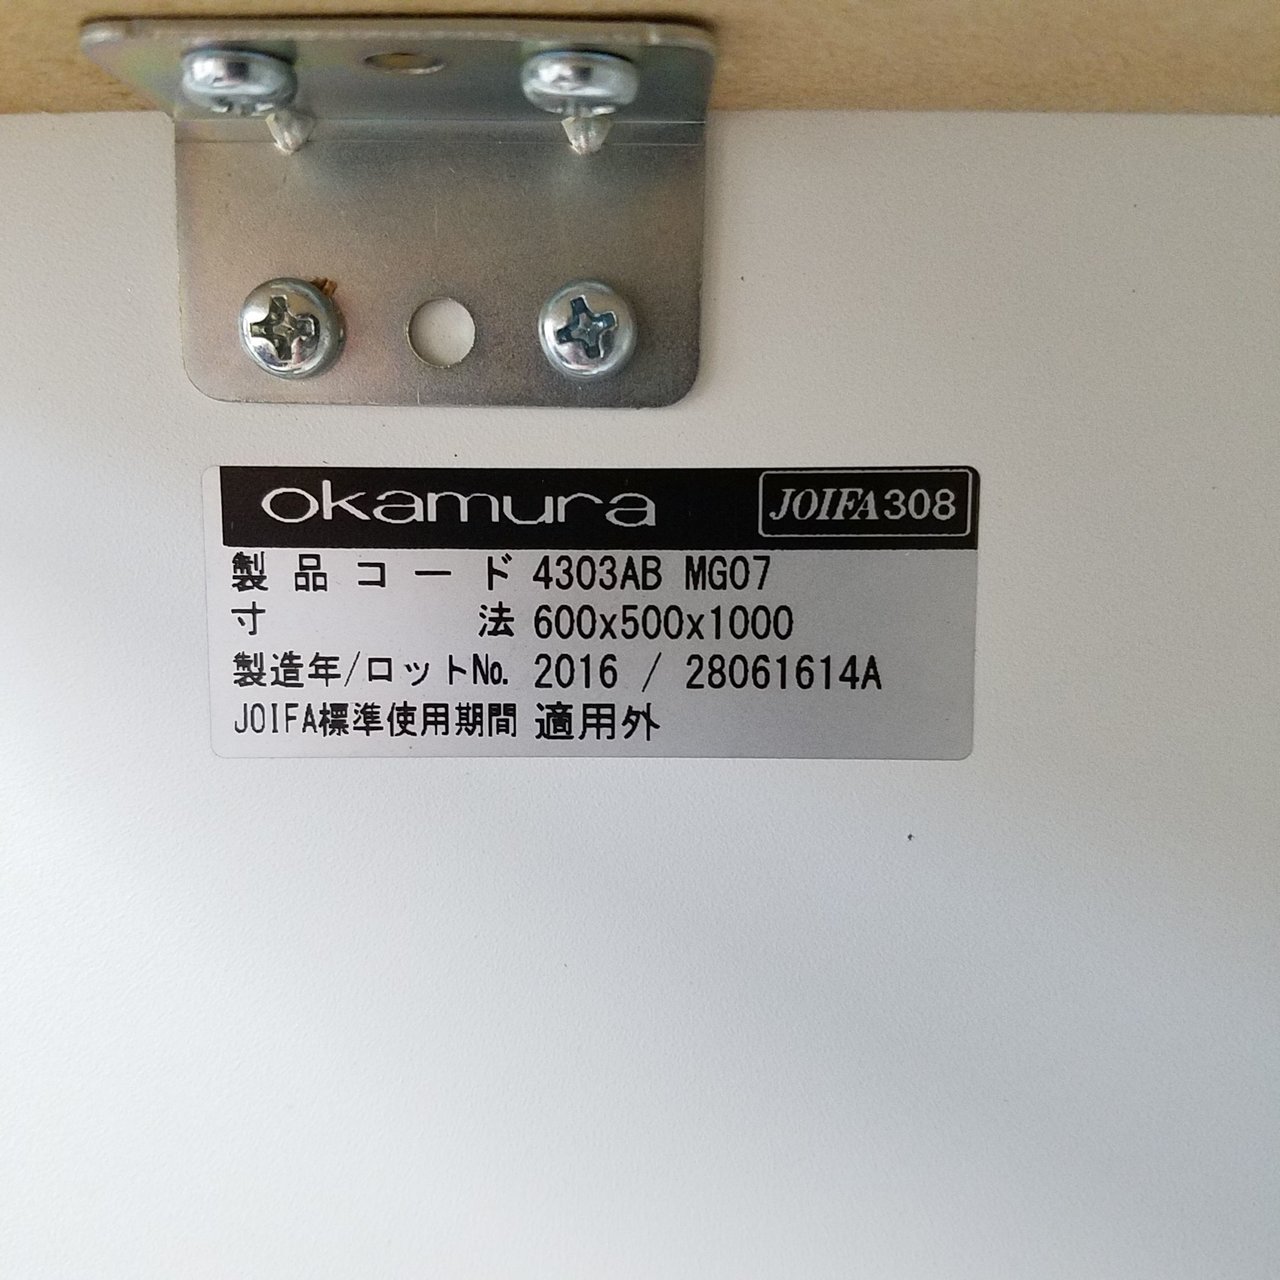 okamura JOIFA308
製品コード 4303AB MG07
寸法 600x500x1000
製造年/ロットNo. 2016 / 28061614A
JOIFA標準使用期間 適用外